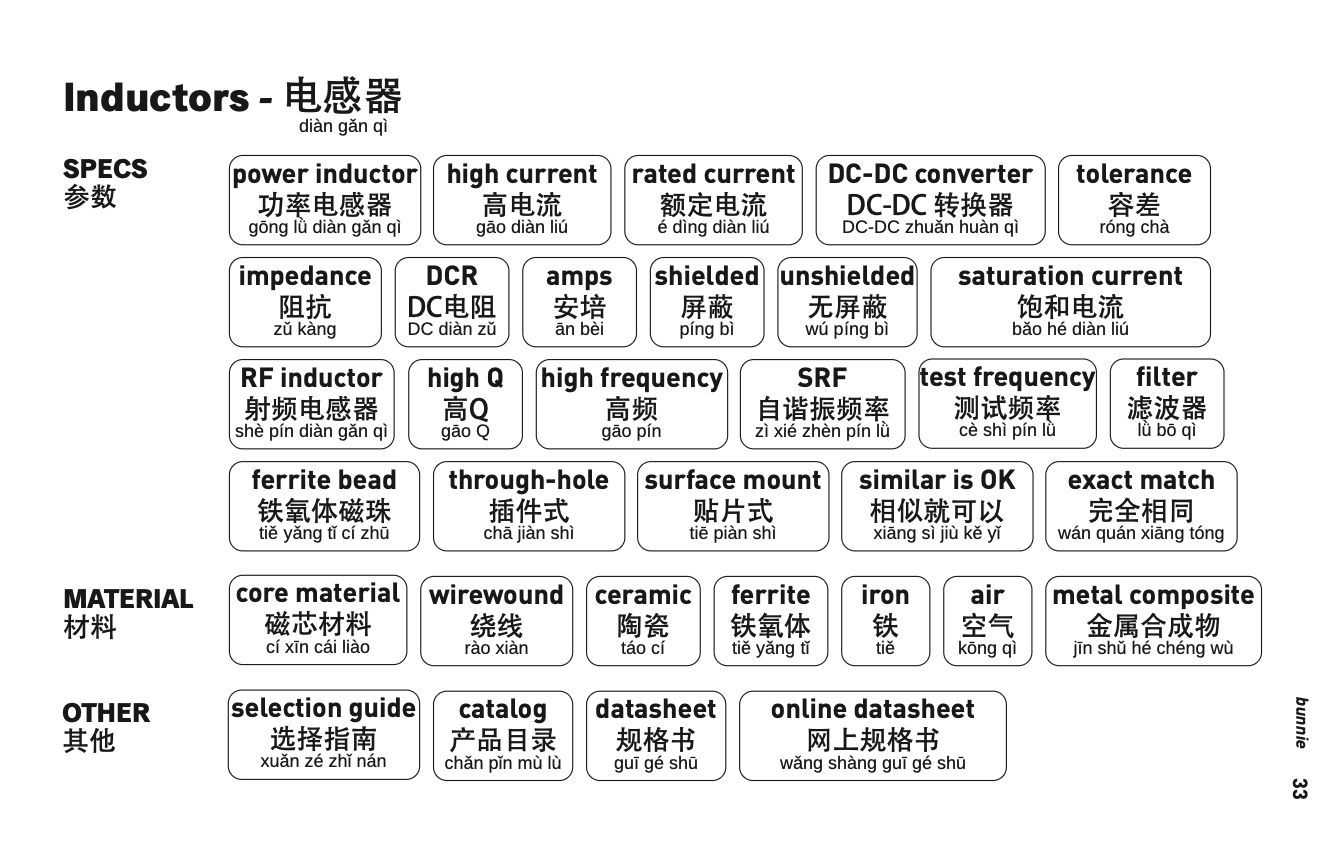 Inductors - 电感器
diàn gǎn qì
SPECS
参数
power inductor
功率电感器
gōng lǜ diàn gǎn qì
high current
高电流
gāo diàn liú
rated current
额定电流
é dìng diàn liú
DC-DC converter
DC-DC 转换器
DC-DC zhuǎn huàn qì
tolerance
容差
róng chà
impedance
阻抗
zǔ kàng
DCR
DC电阻
DC diàn zǔ
amps
安培
ān bèi
shielded
屏蔽
píng bì
unshielded
无屏蔽
wú píng bì
saturation current
饱和电流
bǎo hé diàn liú
RF inductor
射频电感器
shè pín diàn gǎn qì
high Q
高Q
gāo Q
high frequency
高频
gāo pín
SRF
自谐振频率
zì xié zhèn pín lǜ
test frequency
测试频率
cè shì pín lǜ
filter
滤波器
lǜ bō qì
ferrite bead
铁氧体磁珠
tiě yǎng tǐ cí zhū
through-hole
插件式
chā jiàn shì
surface mount
贴片式
tiē piàn shì
similar is OK
相似就可以
xiāng sì jiù kě yǐ
exact match
完全相同
wán quán xiāng tóng
MATERIAL
材料
core material
磁芯材料
cí xīn cái liào
wirewound
绕线
rào xiàn
ceramic
陶瓷
táo cí
ferrite
铁氧体
tiě yǎng tǐ
iron
铁
tiě
air
空气
kōng qì
metal composite
金属合成物
jīn shǔ hé chéng wù
OTHER
其他
selection guide
选择指南
xuǎn zé zhǐ nán
catalog
产品目录
chǎn pǐn mù lù
datasheet
规格书
guī gé shū
online datasheet
网上规格书
wǎng shàng guī gé shū
bunnie 33